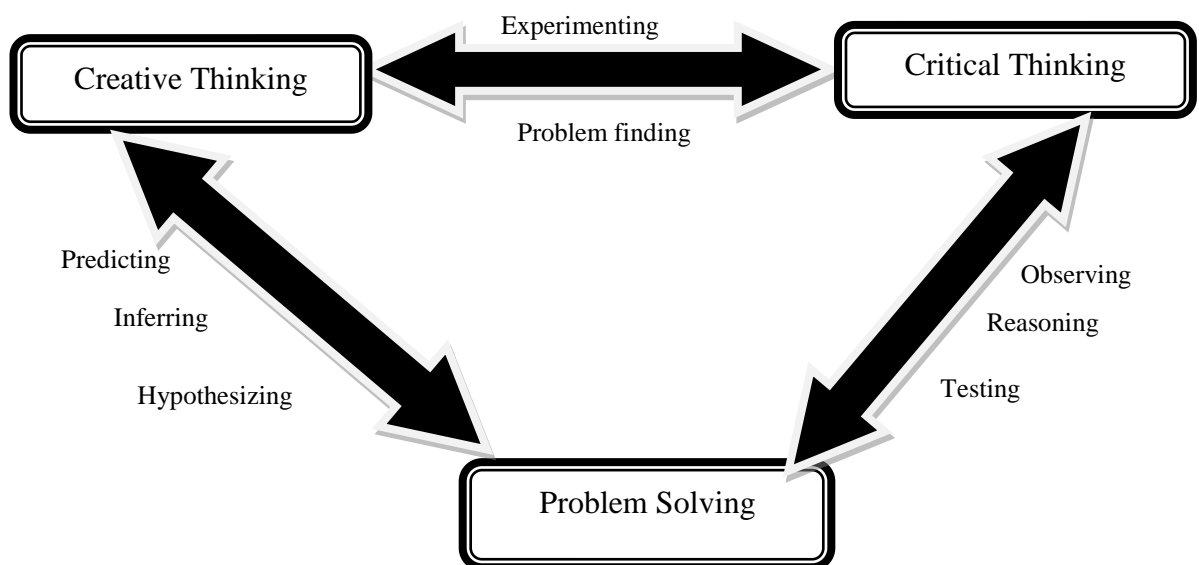 Experimenting
Creative Thinking
Critical Thinking
Problem finding
Predicting
Observing
Inferring
Reasoning
Hypothesizing
Testing
Problem Solving